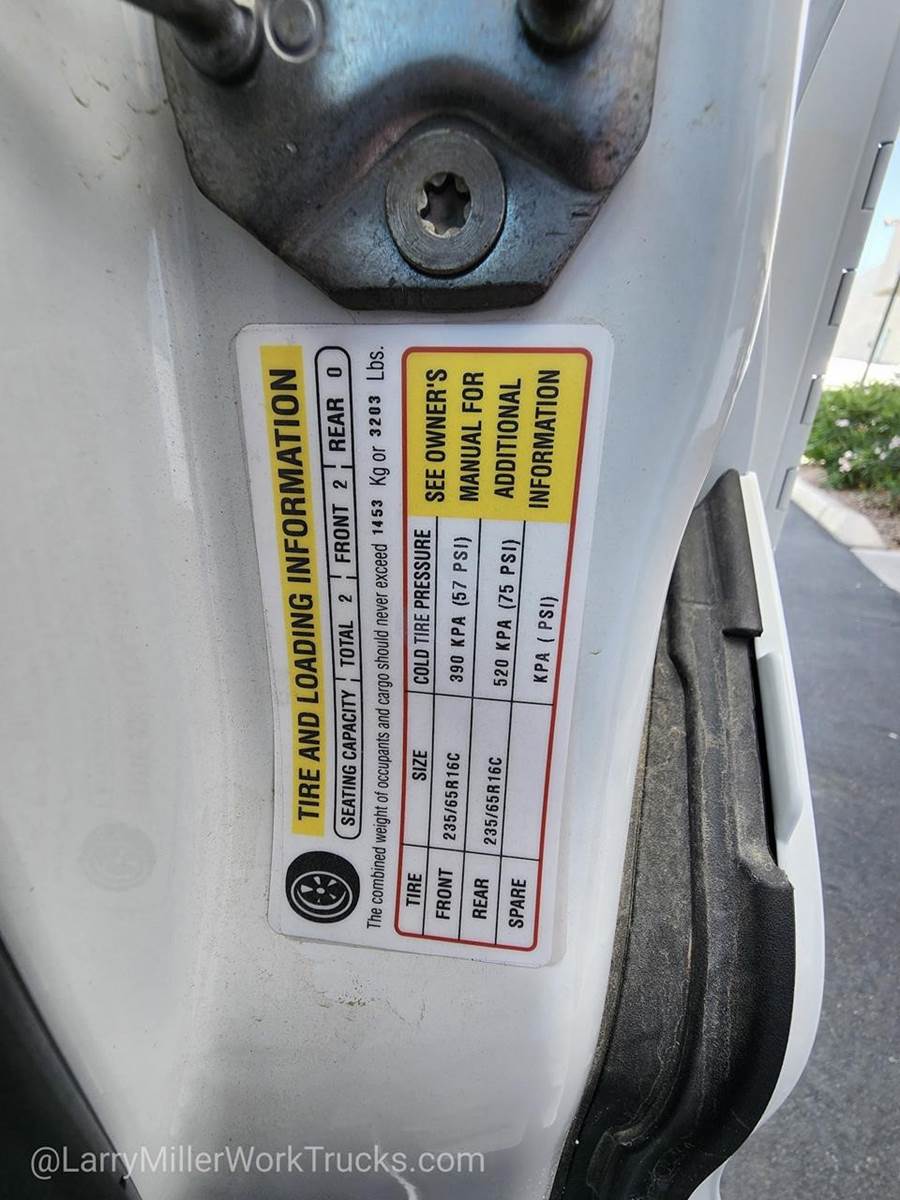 TIRE AND LOADING INFORMATION
SEATING CAPACITY TOTAL 2 FRONT 2 REAR 0
The combined weight of occupants and cargo should never exceed 1453 Kg or 3203 Lbs.
TIRE SIZE COLD TIRE PRESSURE
FRONT 235/65R16C 390 KPA (57 PSI)
REAR 235/65R16C 520 KPA (75 PSI)
SPARE KPA ( PSI)
SEE OWNER'S
MANUAL FOR
ADDITIONAL
INFORMATION
@LarryMillerWorkTrucks.com